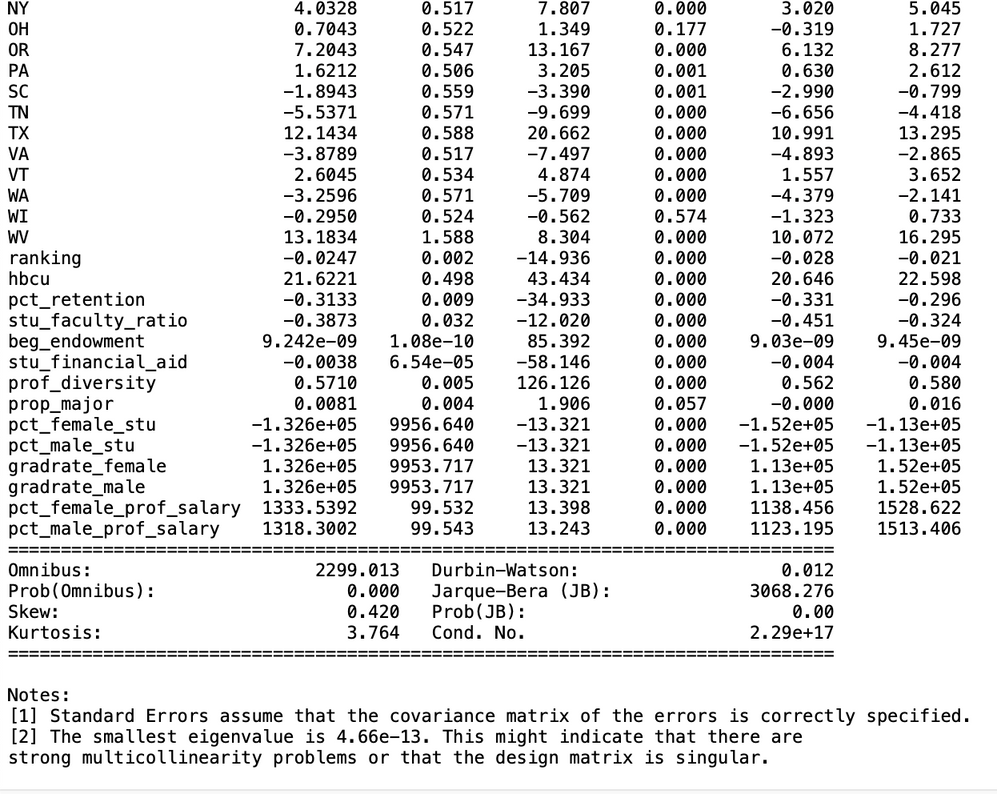 NY 4.0328 0.517 7.807 0.000 3.020 5.045
OH 0.7043 0.522 1.349 0.177 −0.319 1.727
OR 7.2043 0.547 13.167 0.000 6.132 8.277
PA 1.6212 0.506 3.205 0.001 0.630 2.612
SC −1.8943 0.559 −3.390 0.001 −2.990 −0.799
TN −5.5371 0.571 −9.699 0.000 −6.656 −4.418
TX 12.1434 0.588 20.662 0.000 10.991 13.295
VA −3.8789 0.517 −7.497 0.000 −4.893 −2.865
VT 2.6045 0.534 4.874 0.000 1.557 3.652
WA −3.2596 0.571 −5.709 0.000 −4.379 −2.141
WI −0.2950 0.524 −0.562 0.574 −1.323 0.733
WV 13.1834 1.588 8.304 0.000 10.072 16.295
ranking −0.0247 0.002 −14.936 0.000 −0.028 −0.021
hbcu 21.6221 0.498 43.434 0.000 20.646 22.598
pct_retention −0.3133 0.009 −34.933 0.000 −0.331 −0.296
stu_faculty_ratio −0.3873 0.032 −12.020 0.000 −0.451 −0.324
beg_endowment 9.242e−09 1.08e−10 85.392 0.000 9.03e−09 9.45e−09
stu_financial_aid −0.0038 6.54e−05 −58.146 0.000 −0.004 −0.004
prof_diversity 0.5710 0.005 126.126 0.000 0.562 0.580
prop_major 0.0081 0.004 1.906 0.057 −0.000 0.016
pct_female_stu −1.326e+05 9956.640 −13.321 0.000 −1.52e+05 −1.13e+05
pct_male_stu −1.326e+05 9956.640 −13.321 0.000 −1.52e+05 −1.13e+05
gradrate_female 1.326e+05 9953.717 13.321 0.000 1.13e+05 1.52e+05
gradrate_male 1.326e+05 9953.717 13.321 0.000 1.13e+05 1.52e+05
pct_female_prof_salary 1333.5392 99.532 13.398 0.000 1138.456 1528.622
pct_male_prof_salary 1318.3002 99.543 13.243 0.000 1123.195 1513.406
==============================================================================
Omnibus: 2299.013 Durbin−Watson: 0.012
Prob(Omnibus): 0.000 Jarque−Bera (JB): 3068.276
Skew: 0.420 Prob(JB): 0.00
Kurtosis: 3.764 Cond. No. 2.29e+17
==============================================================================
Notes:
[1] Standard Errors assume that the covariance matrix of the errors is correctly specified.
[2] The smallest eigenvalue is 4.66e−13. This might indicate that there are
strong multicollinearity problems or that the design matrix is singular.